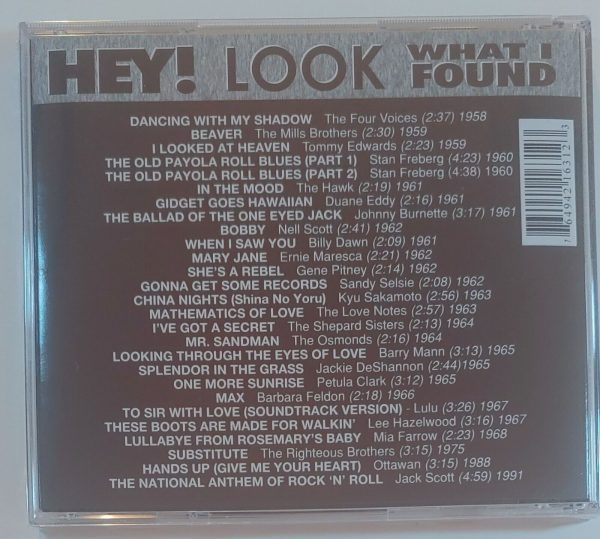 HEY! LOOK WHAT I FOUND
DANCING WITH MY SHADOW The Four Voices (2:37) 1958
BEAVER The Mills Brothers (2:30) 1959
I LOOKED AT HEAVEN Tommy Edwards (2:23) 1959
THE OLD PAYOLA ROLL BLUES (PART 1) Stan Freberg (4:23) 1960
THE OLD PAYOLA ROLL BLUES (PART 2) Stan Freberg (4:38) 1960
IN THE MOOD The Hawk (2:19) 1961
GIDGET GOES HAWAIIAN Duane Eddy (2:16) 1961
THE BALLAD OF THE ONE EYED JACK Johnny Burnette (3:17) 1961
BOBBY Neil Scott (2:41) 1962
WHEN I SAW YOU Billy Dawn (2:09) 1961
MARY JANE Ernie Maresca (2:21) 1962
SHE'S A REBEL Gene Pitney (2:14) 1962
GONNA GET SOME RECORDS Sandy Selsie (2:08) 1962
CHINA NIGHTS (Shina No Yoru) Kyu Sakamoto (2:56) 1963
MATHEMATICS OF LOVE The Love Notes (2:57) 1963
I'VE GOT A SECRET The Shepard Sisters (2:13) 1964
MR. SANDMAN The Osmonds (2:16) 1964
LOOKING THROUGH THE EYES OF LOVE Barry Mann (3:13) 1965
SPLENDOR IN THE GRASS Jackie DeShannon (2:44)1965
ONE MORE SUNRISE Petula Clark (3:12) 1965
MAX Barbara Feldon (2:18) 1966
TO SIR WITH LOVE (SOUNDTRACK VERSION) - Lulu (3:26) 1967
THESE BOOTS ARE MADE FOR WALKIN' Lee Hazelwood (3:16) 1967
LULLABYE FROM ROSEMARY'S BABY Mia Farrow (2:23) 1968
SUBSTITUTE The Righteous Brothers (3:15) 1975
HANDS UP (GIVE ME YOUR HEART) Ottawan (3:15) 1988
THE NATIONAL ANTHEM OF ROCK 'N' ROLL Jack Scott (4:59) 1991
7 64942 16312 3